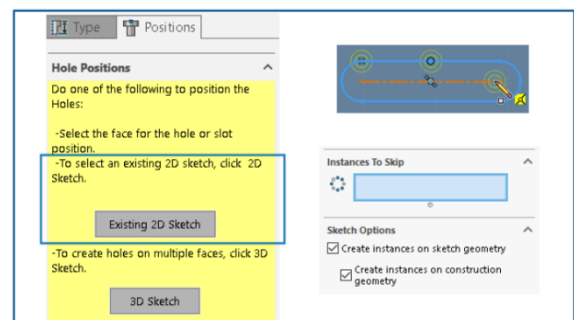 Type
Positions
Hole Positions
Do one of the following to position the
Holes:
-Select the face for the hole or slot
position.
-To select an existing 2D sketch, click 2D
Sketch.
Existing 2D Sketch
-To create holes on multiple faces, click 3D
Sketch.
3D Sketch
Instances To Skip
Sketch Options
Create instances on sketch geometry
Create instances on construction
geometry